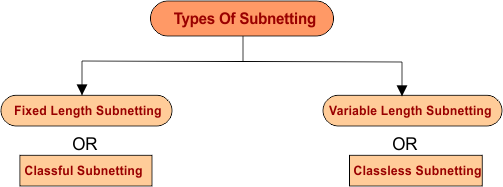 Types Of Subnetting
Fixed Length Subnetting
Variable Length Subnetting
OR
OR
Classful Subnetting
Classless Subnetting